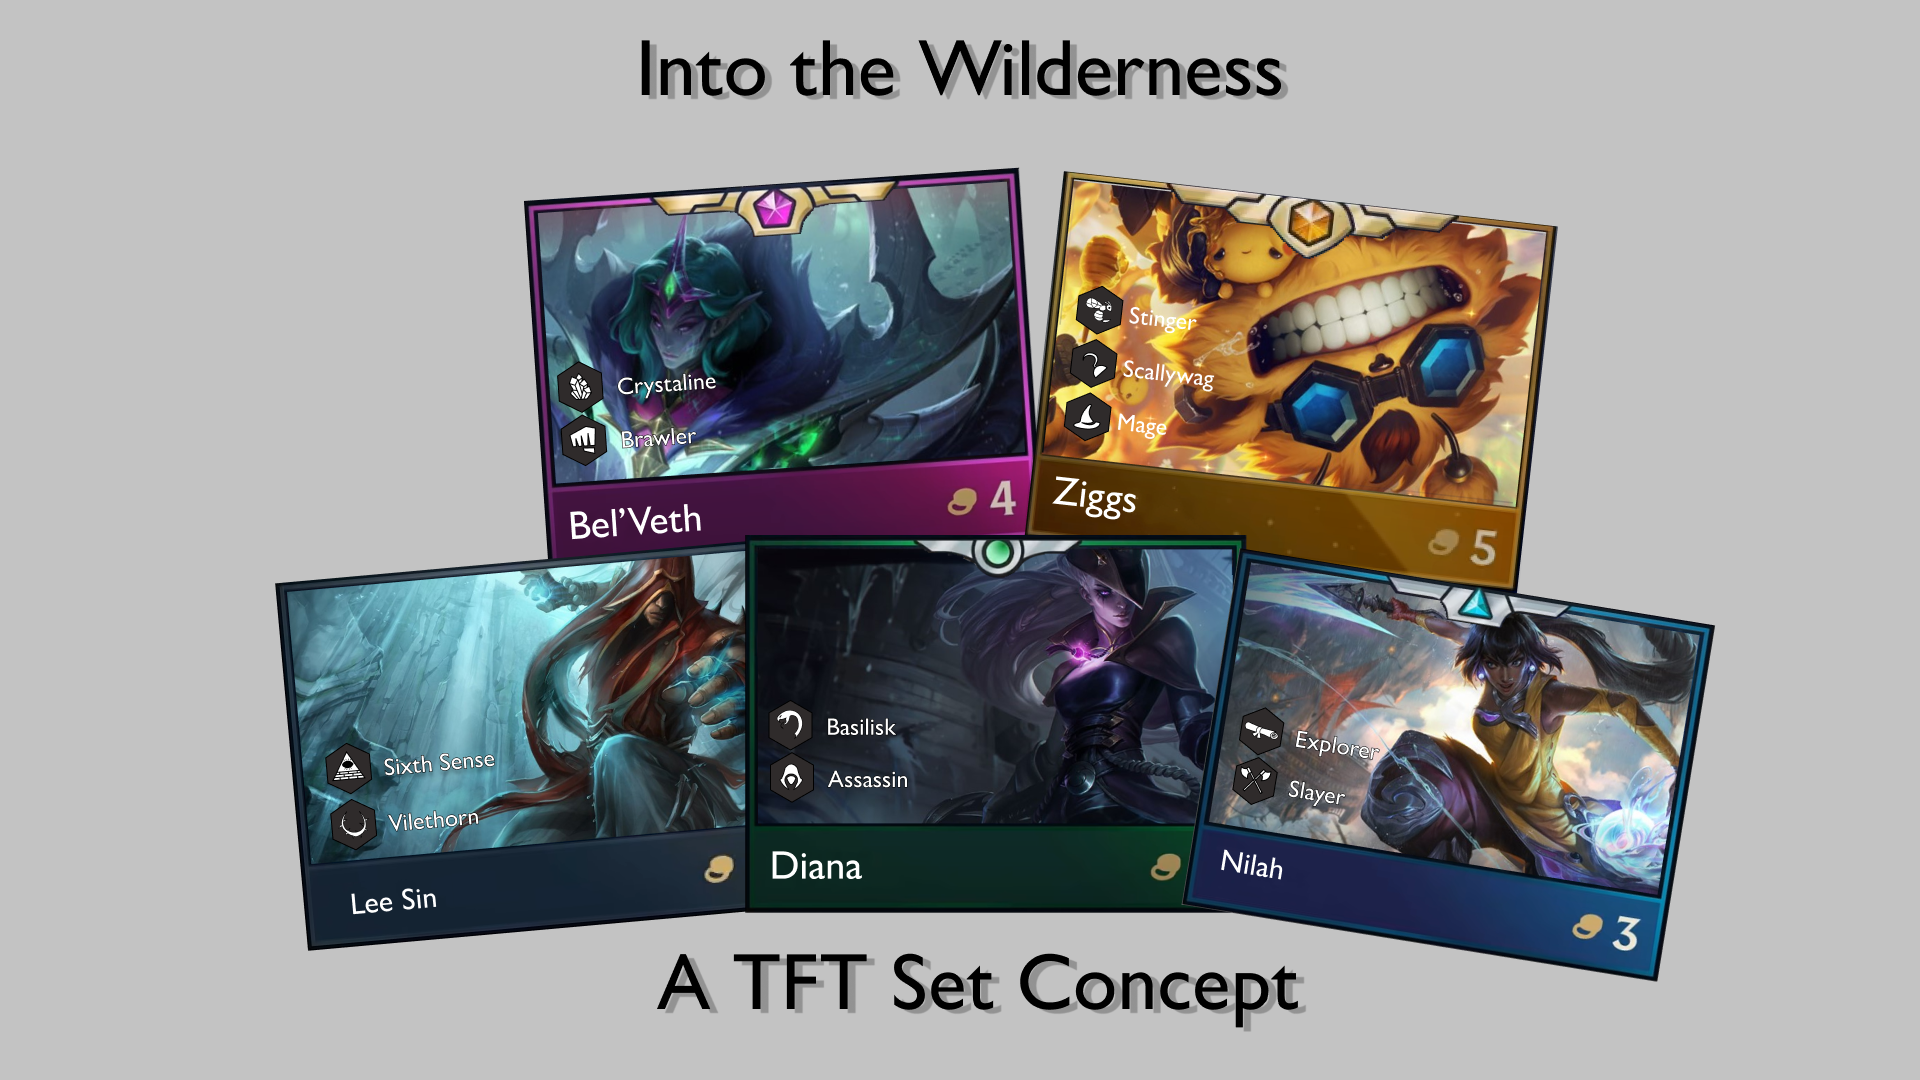 Into the Wilderness
Crystaline
Brawler
Bel'Veth
4
Stinger
Scallywag
Mage
Ziggs
5
Sixth Sense
Vilethorn
Lee Sin
Basilisk
Assassin
Diana
Explorer
Slayer
Nilah
3
A TFT Set Concept